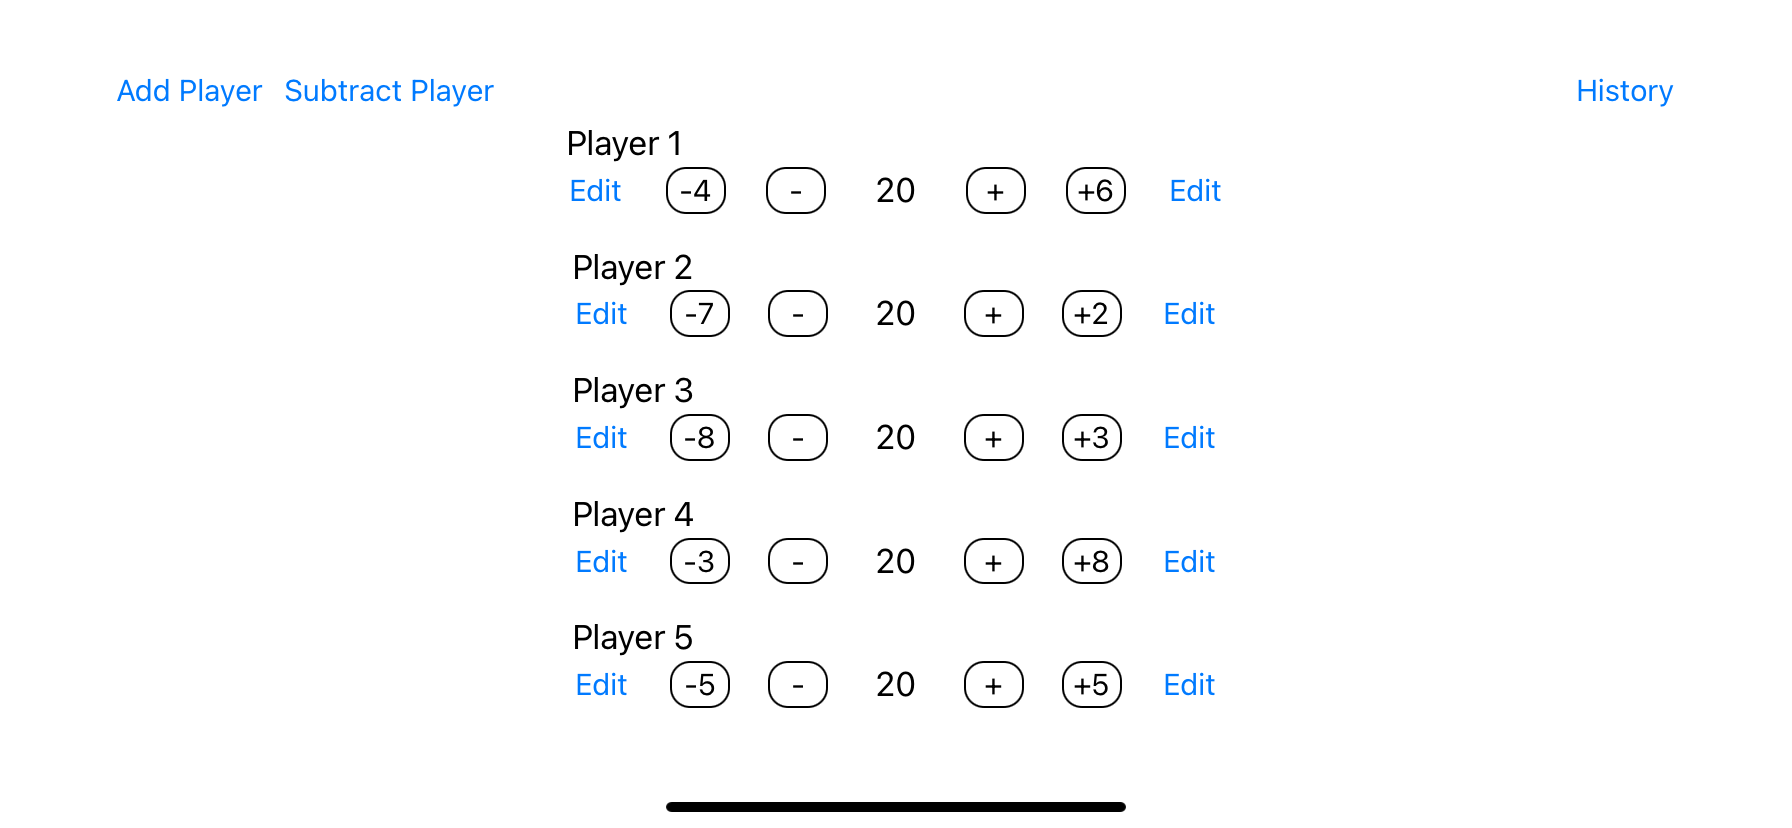 Add Player Subtract Player History
Player 1
Edit -4 - 20 + +6 Edit
Player 2
Edit -7 - 20 + +2 Edit
Player 3
Edit -8 - 20 + +3 Edit
Player 4
Edit -3 - 20 + +8 Edit
Player 5
Edit -5 - 20 + +5 Edit